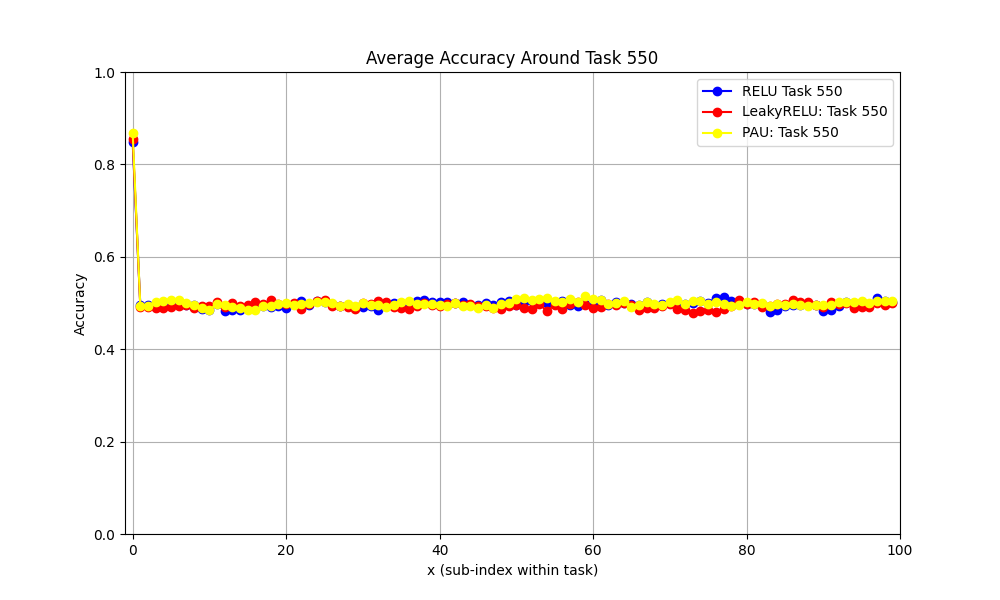 Average Accuracy Around Task 550
RELU Task 550
LeakyRELU: Task 550
PAU: Task 550
Accuracy
1.0
0.8
0.6
0.4
0.2
0.0
0 20 40 60 80 100
x (sub-index within task)